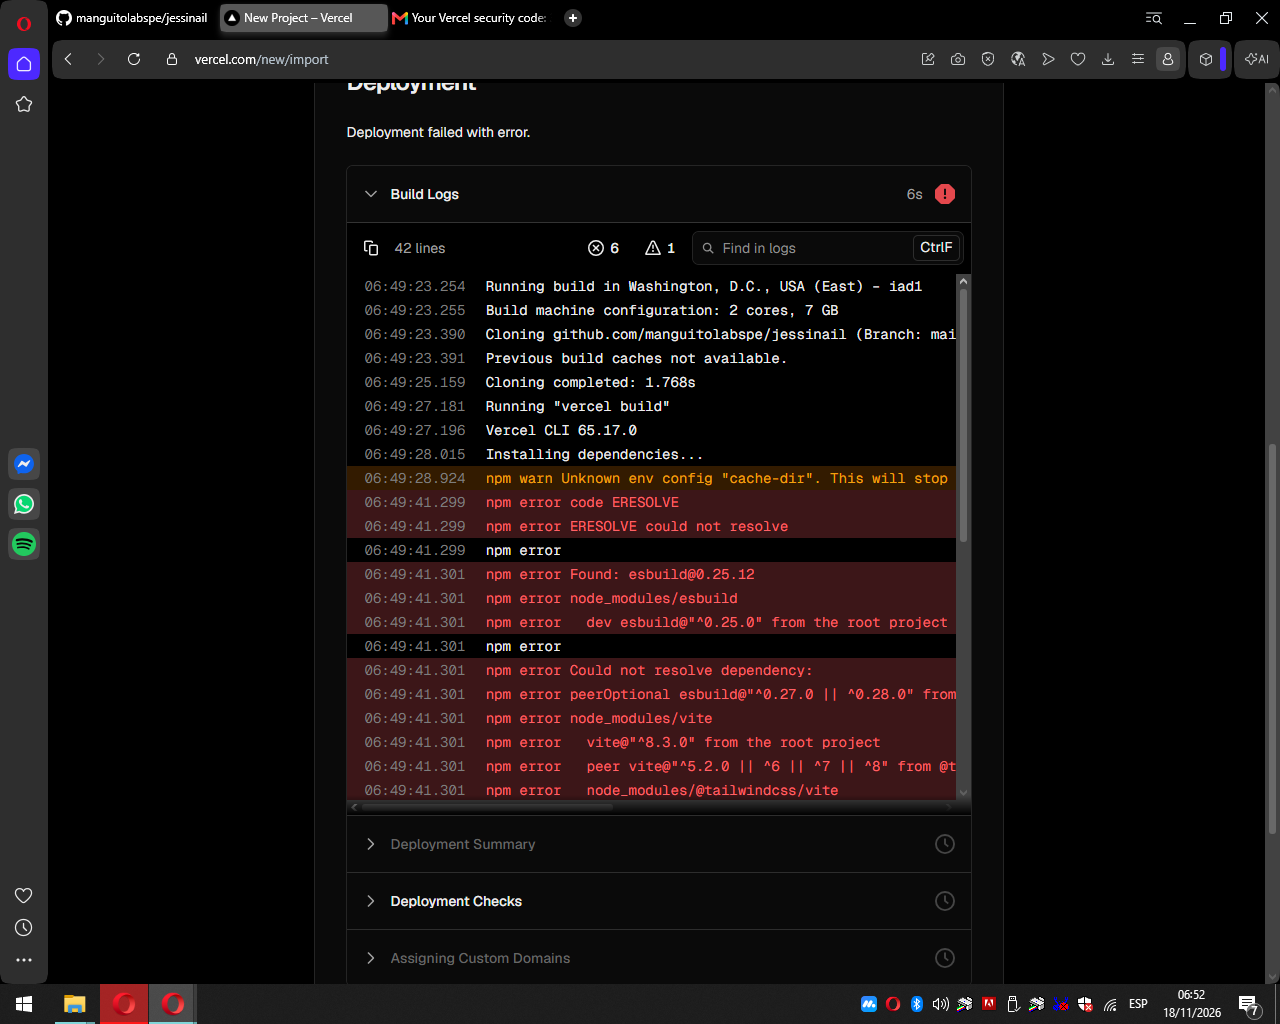 manguitolabspe/jessinail
New Project – Vercel
Your Vercel security code:
vercel.com/new/import
AI
Deployment
Deployment failed with error.
Build Logs
6s
42 lines
6
1
Find in logs
CtrlF
06:49:23.254 Running build in Washington, D.C., USA (East) – iad1
06:49:23.255 Build machine configuration: 2 cores, 7 GB
06:49:23.390 Cloning github.com/manguitolabspe/jessinail (Branch: mai
06:49:23.391 Previous build caches not available.
06:49:25.159 Cloning completed: 1.768s
06:49:27.181 Running "vercel build"
06:49:27.196 Vercel CLI 65.17.0
06:49:28.015 Installing dependencies...
06:49:28.924 npm warn Unknown env config "cache-dir". This will stop
06:49:41.299 npm error code ERESOLVE
06:49:41.299 npm error ERESOLVE could not resolve
06:49:41.299 npm error
06:49:41.301 npm error Found: esbuild@0.25.12
06:49:41.301 npm error node_modules/esbuild
06:49:41.301 npm error   dev esbuild@"^0.25.0" from the root project
06:49:41.301 npm error
06:49:41.301 npm error Could not resolve dependency:
06:49:41.301 npm error peerOptional esbuild@"^0.27.0 || ^0.28.0" from
06:49:41.301 npm error node_modules/vite
06:49:41.301 npm error   vite@"^8.3.0" from the root project
06:49:41.301 npm error   peer vite@"^5.2.0 || ^6 || ^7 || ^8" from @t
06:49:41.301 npm error   node_modules/@tailwindcss/vite
Deployment Summary
Deployment Checks
Assigning Custom Domains
ESP
06:52
18/11/2026
7